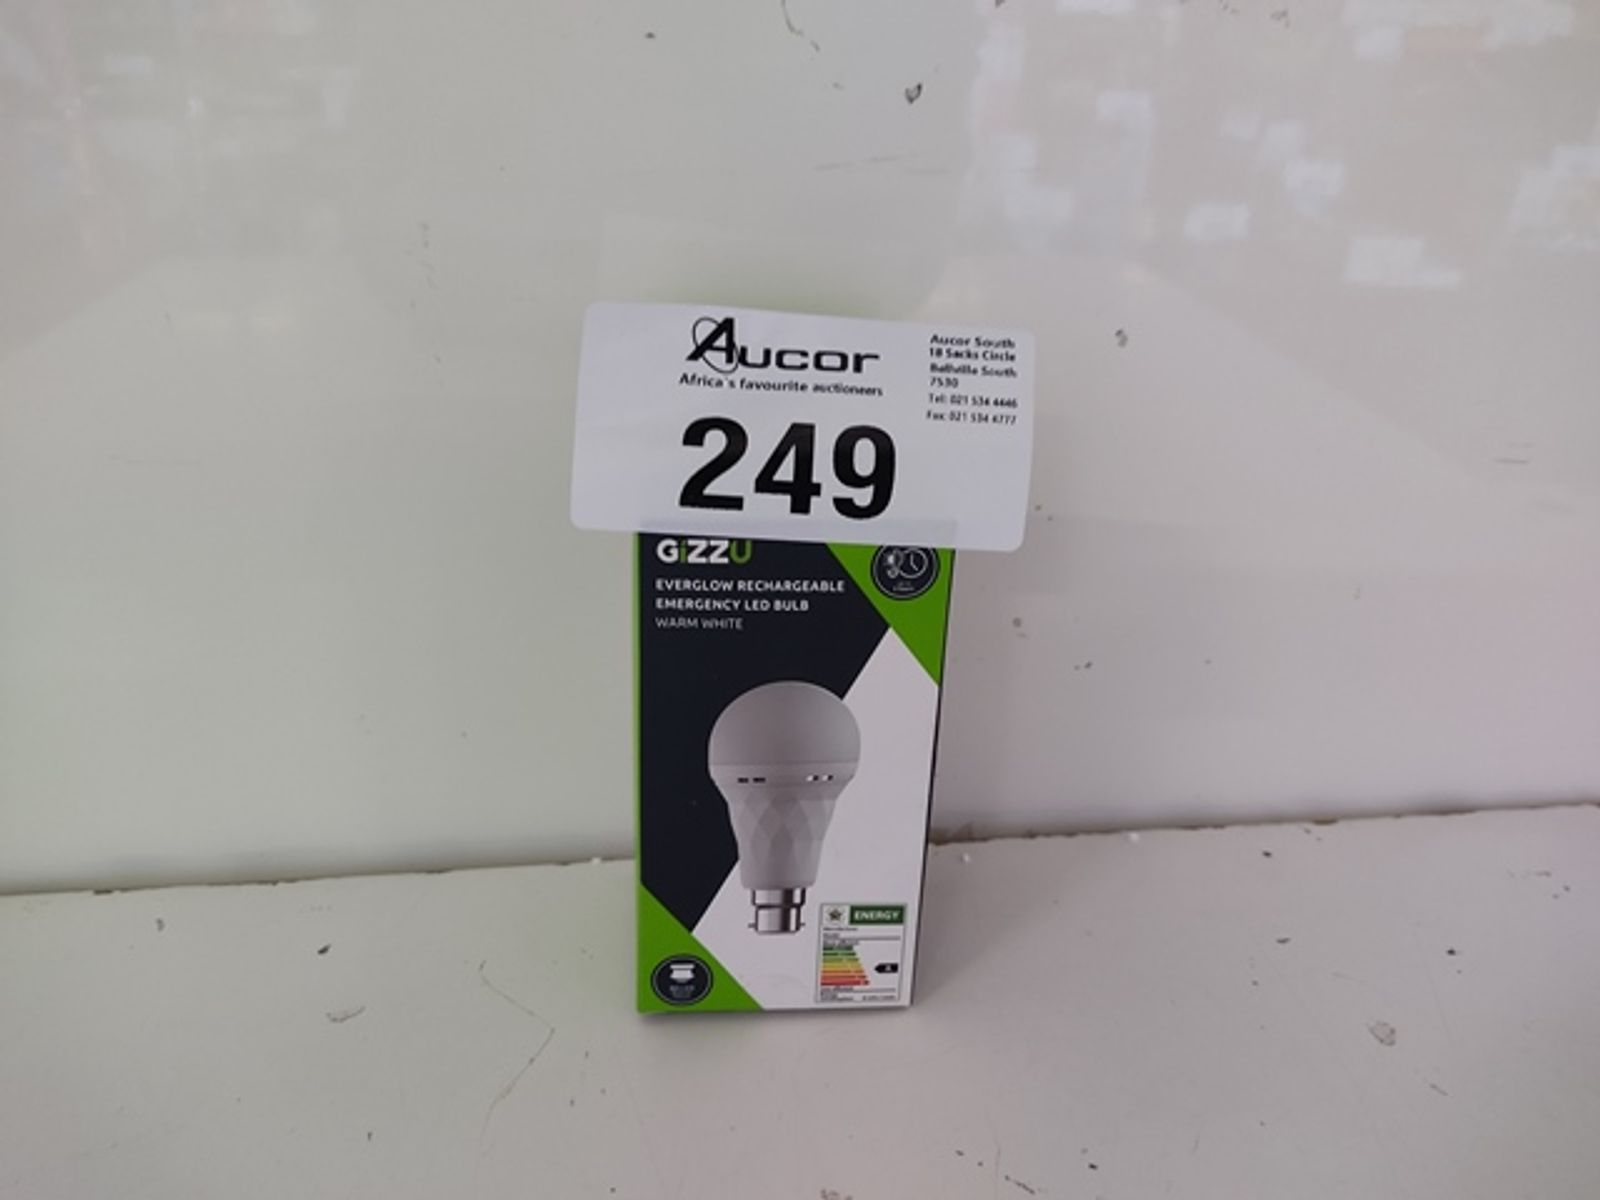 Aucor
Africa's favourite auctioneers
249
Aucor South
18 Sacks Circle
Bellville South
7530
Tel: 021 534 4446
Fax: 021 534 4777
GiZZU
EVERGLOW RECHARGEABLE
EMERGENCY LED BULB
WARM WHITE
ENERGY
A